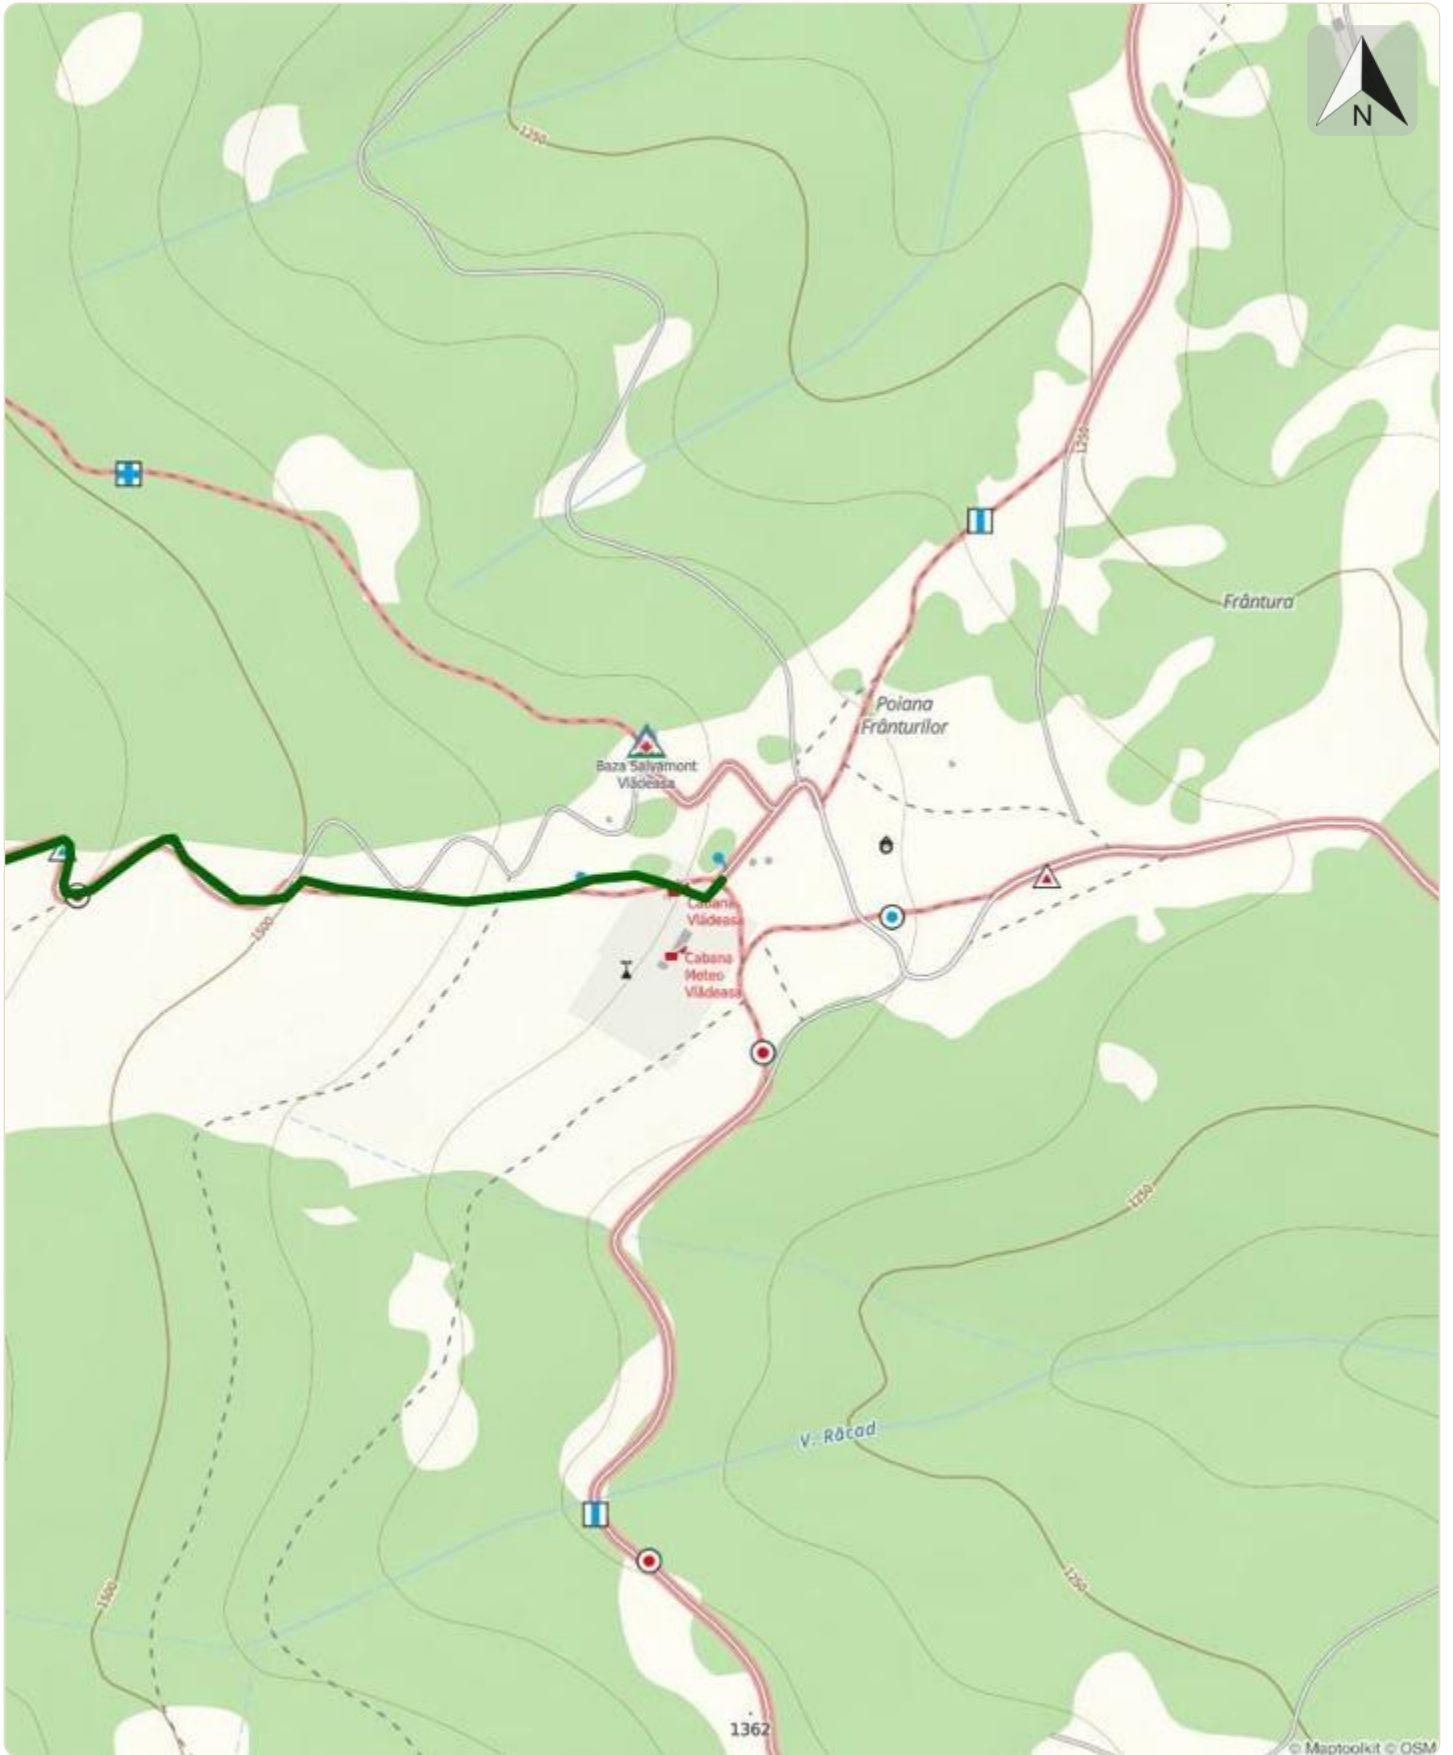 N
1250
1250
Frântura
Poiana
Frânturilor
Baza Salvamont
Vlădeasa
Cabana
Vlădeasa
1500
Cabana
Meteo
Vlădeasa
1250
V. Răcad
1500
1250
1362
© Maptoolkit © OSM